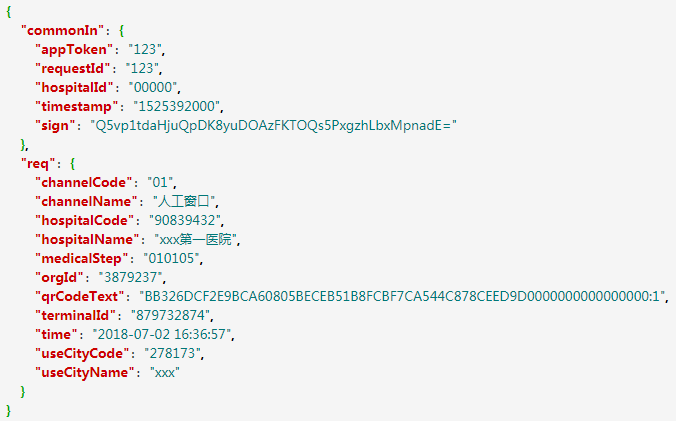 {
"commonIn": {
"appToken": "123",
"requestId": "123",
"hospitalId": "00000",
"timestamp": "1525392000",
"sign": "Q5vp1tdaHjuQpDK8yuDOAzFKTOQs5PxgzhLbxMpnadE="
},
"req": {
"channelCode": "01",
"channelName": "人工窗口",
"hospitalCode": "90839432",
"hospitalName": "xxx第一医院",
"medicalStep": "010105",
"orgId": "3879237",
"qrCodeText": "BB326DCF2E9BCA60805BECEB51B8FCBF7CA544C878CEED9D0000000000000000:1",
"terminalId": "879732874",
"time": "2018-07-02 16:36:57",
"useCityCode": "278173",
"useCityName": "xxx"
}
}